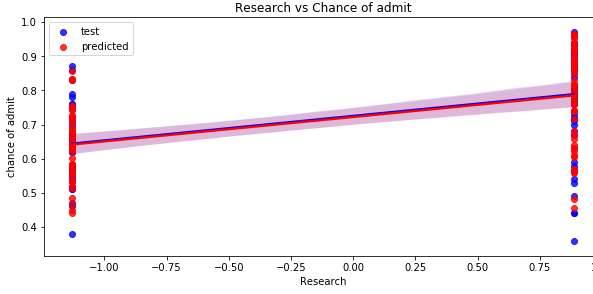 Research vs Chance of admit
test
predicted
chance of admit
1.0
0.9
0.8
0.7
0.6
0.5
0.4
−1.00 −0.75 −0.50 −0.25 0.00 0.25 0.50 0.75
Research